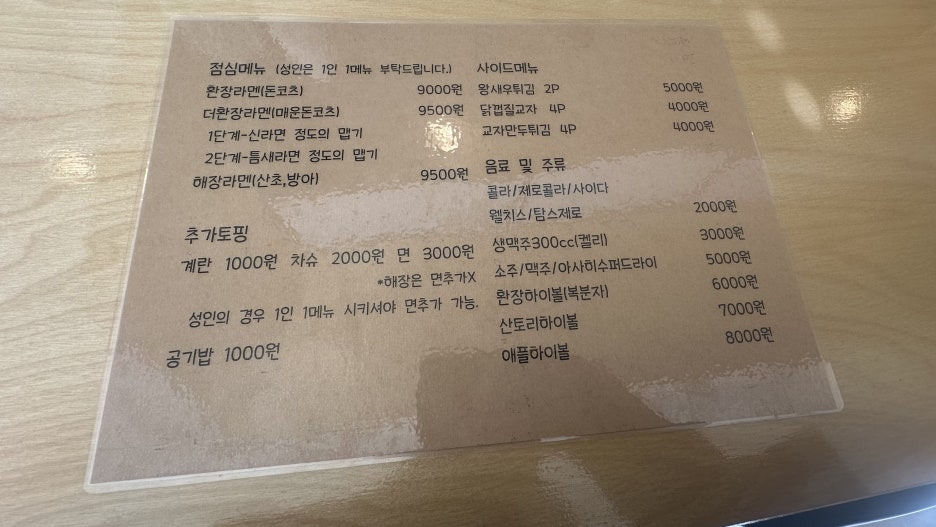 점심메뉴 (성인은 1인 1메뉴 부탁드립니다.)
환장라멘(돈코츠) 9000원
더환장라멘(매운돈코츠) 9500원
1단계-신라면 정도의 맵기
2단계-틈새라면 정도의 맵기
해장라멘(산초,방아) 9500원
추가토핑
계란 1000원 차슈 2000원 면 3000원
*해장은 면추가X
성인의 경우 1인 1메뉴 시키셔야 면추가 가능.
공기밥 1000원
사이드메뉴
왕새우튀김 2P 5000원
닭껍질교자 4P 4000원
교자만두튀김 4P 4000원
음료 및 주류
콜라/제로콜라/사이다
웰치스/탐스제로 2000원
생맥주300cc(켈리) 3000원
소주/맥주/아사히수퍼드라이 5000원
환장하이볼(복분자) 6000원
산토리하이볼 7000원
애플하이볼 8000원